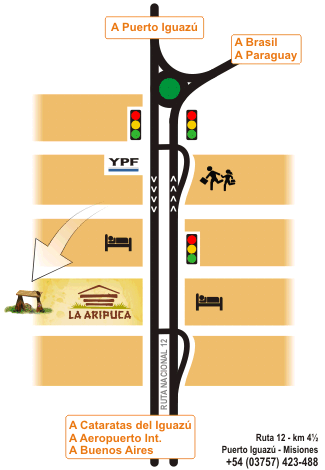 A Puerto Iguazú
A Brasil
A Paraguay
YPF
LA ARIPUCA
RUTA NACIONAL 12
A Cataratas del Iguazú
A Aeropuerto Int.
A Buenos Aires
Ruta 12 - km 4½
Puerto Iguazú - Misiones
+54 (03757) 423-488